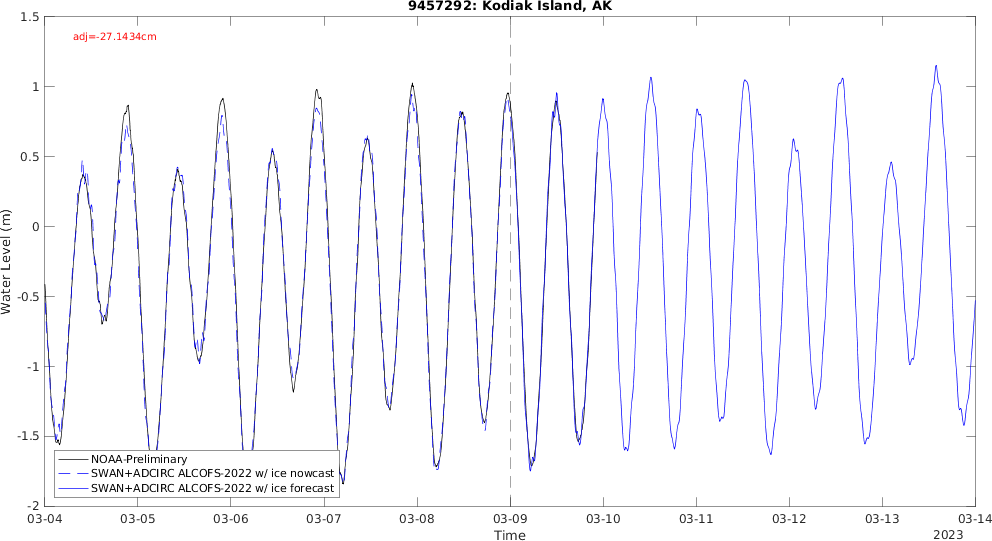 9457292: Kodiak Island, AK
adj=-27.1434cm
1.5
1
0.5
0
-0.5
-1
-1.5
-2
Water Level (m)
NOAA-Preliminary
SWAN+ADCIRC ALCOFS-2022 w/ ice nowcast
SWAN+ADCIRC ALCOFS-2022 w/ ice forecast
03-04 03-05 03-06 03-07 03-08 03-09 03-10 03-11 03-12 03-13 03-14
Time
2023